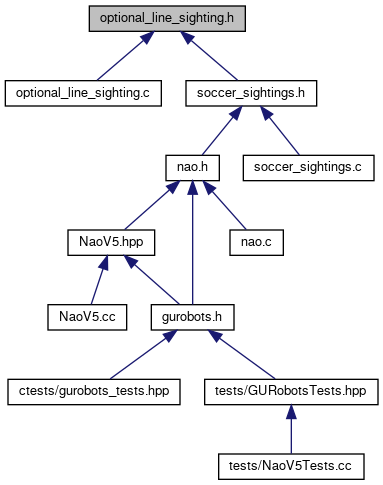 optional_line_sighting.h
optional_line_sighting.c
soccer_sightings.h
nao.h
soccer_sightings.c
NaoV5.hpp
nao.c
NaoV5.cc
gurobots.h
ctests/gurobots_tests.hpp
tests/GURobotsTests.hpp
tests/NaoV5Tests.cc